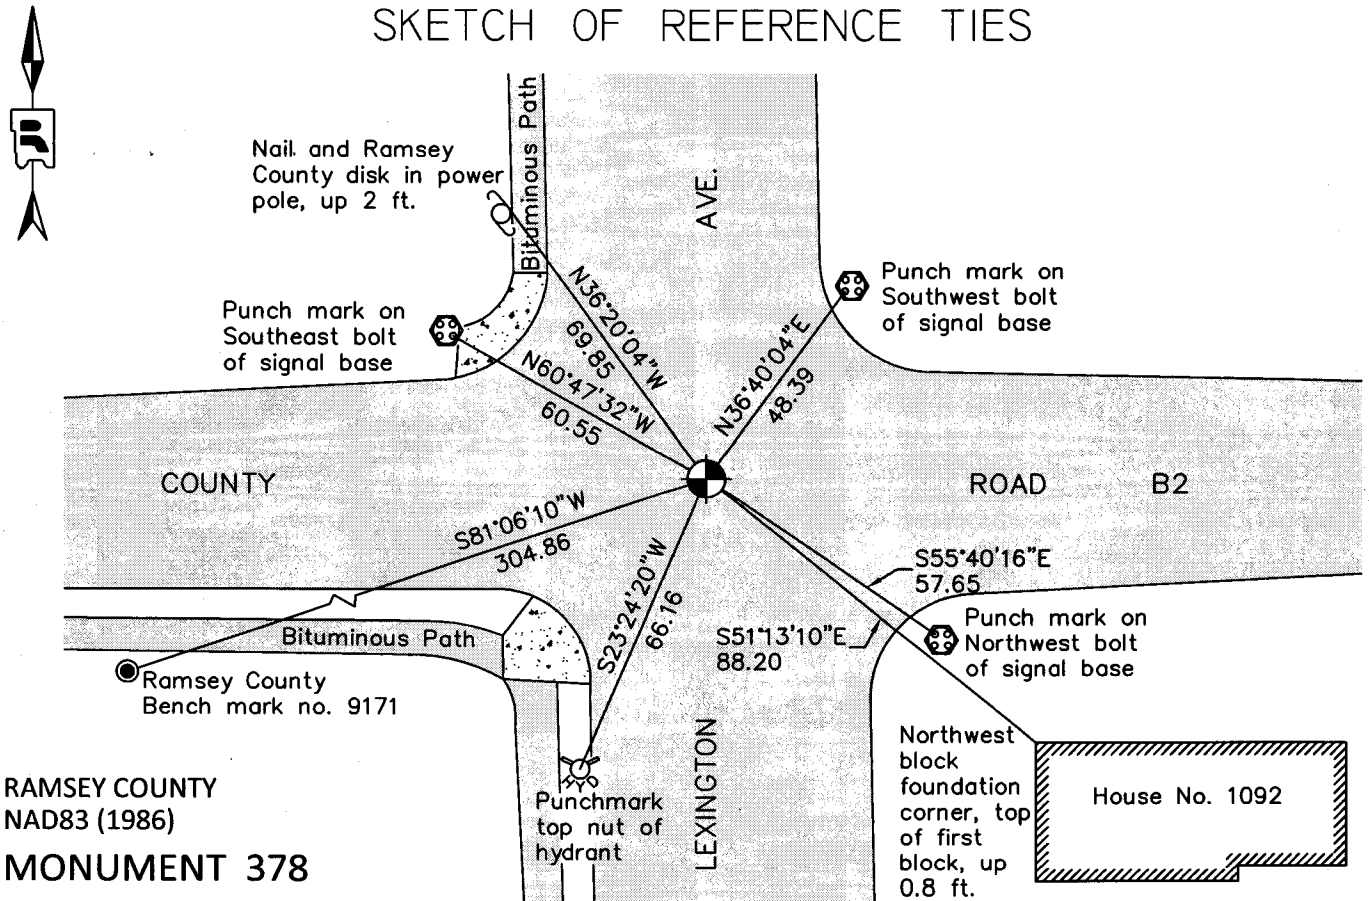 SKETCH OF REFERENCE TIES
Bituminous Path
Nail and Ramsey
County disk in power
pole, up 2 ft.
AVE.
Punch mark on
Southwest bolt
of signal base
Punch mark on
Southeast bolt
of signal base
N36°20'04"W
69.85
N60°47'32"W
60.55
N36°40'04"E
48.39
COUNTY
ROAD B2
S81°06'10"W
304.86
S23°24'20"W
66.16
S55°40'16"E
57.65
S51°13'10"E
88.20
Punch mark on
Northwest bolt
of signal base
Bituminous Path
Ramsey County
Bench mark no. 9171
LEXINGTON
HYD
Punchmark
top nut of
hydrant
Northwest
block
foundation
corner, top
of first
block, up
0.8 ft.
House No. 1092
RAMSEY COUNTY
NAD83 (1986)
MONUMENT 378